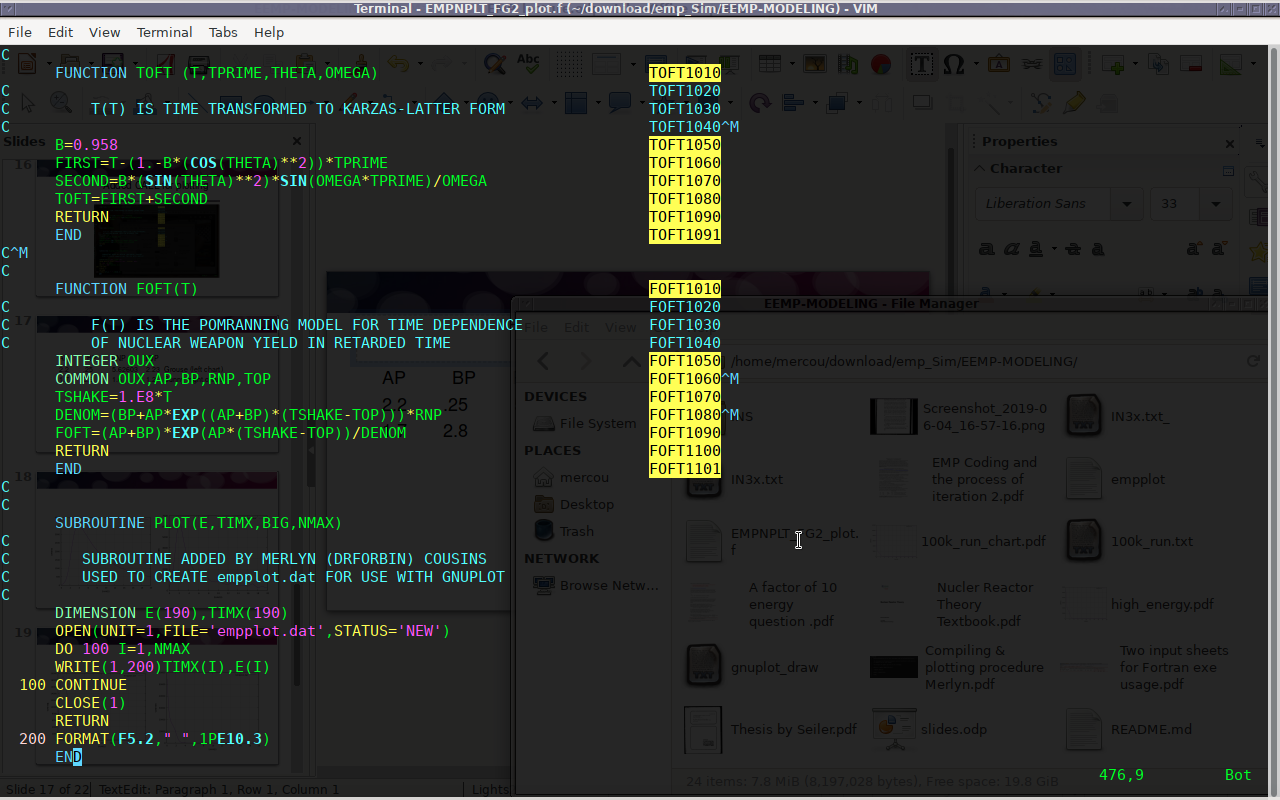 Terminal - EMPNPLT_FG2_plot.f (~/download/emp_Sim/EEMP-MODELING) - VIM
File Edit View Terminal Tabs Help
C
FUNCTION TOFT (T,TPRIME,THETA,OMEGA) TOFT1010
C TOFT1020
C T(T) IS TIME TRANSFORMED TO KARZAS-LATTER FORM TOFT1030
C TOFT1040^M
B=0.958 TOFT1050
FIRST=T-(1.-B*(COS(THETA)**2))*TPRIME TOFT1060
SECOND=B*(SIN(THETA)**2)*SIN(OMEGA*TPRIME)/OMEGA TOFT1070
TOFT=FIRST+SECOND TOFT1080
RETURN TOFT1090
END TOFT1091
C^M
C
FUNCTION FOFT(T) FOFT1010
C FOFT1020
C F(T) IS THE POMRANNING MODEL FOR TIME DEPENDENCE FOFT1030
C OF NUCLEAR WEAPON YIELD IN RETARDED TIME FOFT1040
INTEGER OUX FOFT1050
COMMON OUX,AP,BP,RNP,TOP FOFT1060^M
TSHAKE=1.E8*T FOFT1070
DENOM=(BP+AP*EXP((AP+BP)*(TSHAKE-TOP)))*RNP FOFT1080^M
FOFT=(AP+BP)*EXP(AP*(TSHAKE-TOP))/DENOM FOFT1090
RETURN FOFT1100
END FOFT1101
C
C
SUBROUTINE PLOT(E,TIMX,BIG,NMAX)
C
C SUBROUTINE ADDED BY MERLYN (DRFORBIN) COUSINS
C USED TO CREATE empplot.dat FOR USE WITH GNUPLOT
C
DIMENSION E(190),TIMX(190)
OPEN(UNIT=1,FILE='empplot.dat',STATUS='NEW')
DO 100 I=1,NMAX
WRITE(1,200)TIMX(I),E(I)
100 CONTINUE
CLOSE(1)
RETURN
200 FORMAT(F5.2," ",1PE10.3)
END
476,9 Bot
Slides
16
17
18
19
AP BP
2.2 .25
2.8
Properties
Character
Liberation Sans 33
EEMP-MODELING - File Manager
File Edit View
/home/mercou/download/emp_Sim/EEMP-MODELING/
DEVICES
File System
PLACES
mercou
Desktop
Trash
NETWORK
Browse Netw...
Screenshot_2019-0
6-04_16-57-16.png
IN3x.txt_
IN3x.txt
EMP Coding and
the process of
iteration 2.pdf
empplot
EMPNPLT_FG2_plot.
f
100k_run_chart.pdf
100k_run.txt
A factor of 10
energy
question .pdf
Nucler Reactor
Theory
Textbook.pdf
high_energy.pdf
gnuplot_draw
Compiling &
plotting procedure
Merlyn.pdf
Two input sheets
for Fortran exe
usage.pdf
Thesis by Seiler.pdf
slides.odp
README.md
24 items: 7.8 MiB (8,197,028 bytes), Free space: 19.8 GiB
Slide 17 of 22 TextEdit: Paragraph 1, Row 1, Column 1 Lights